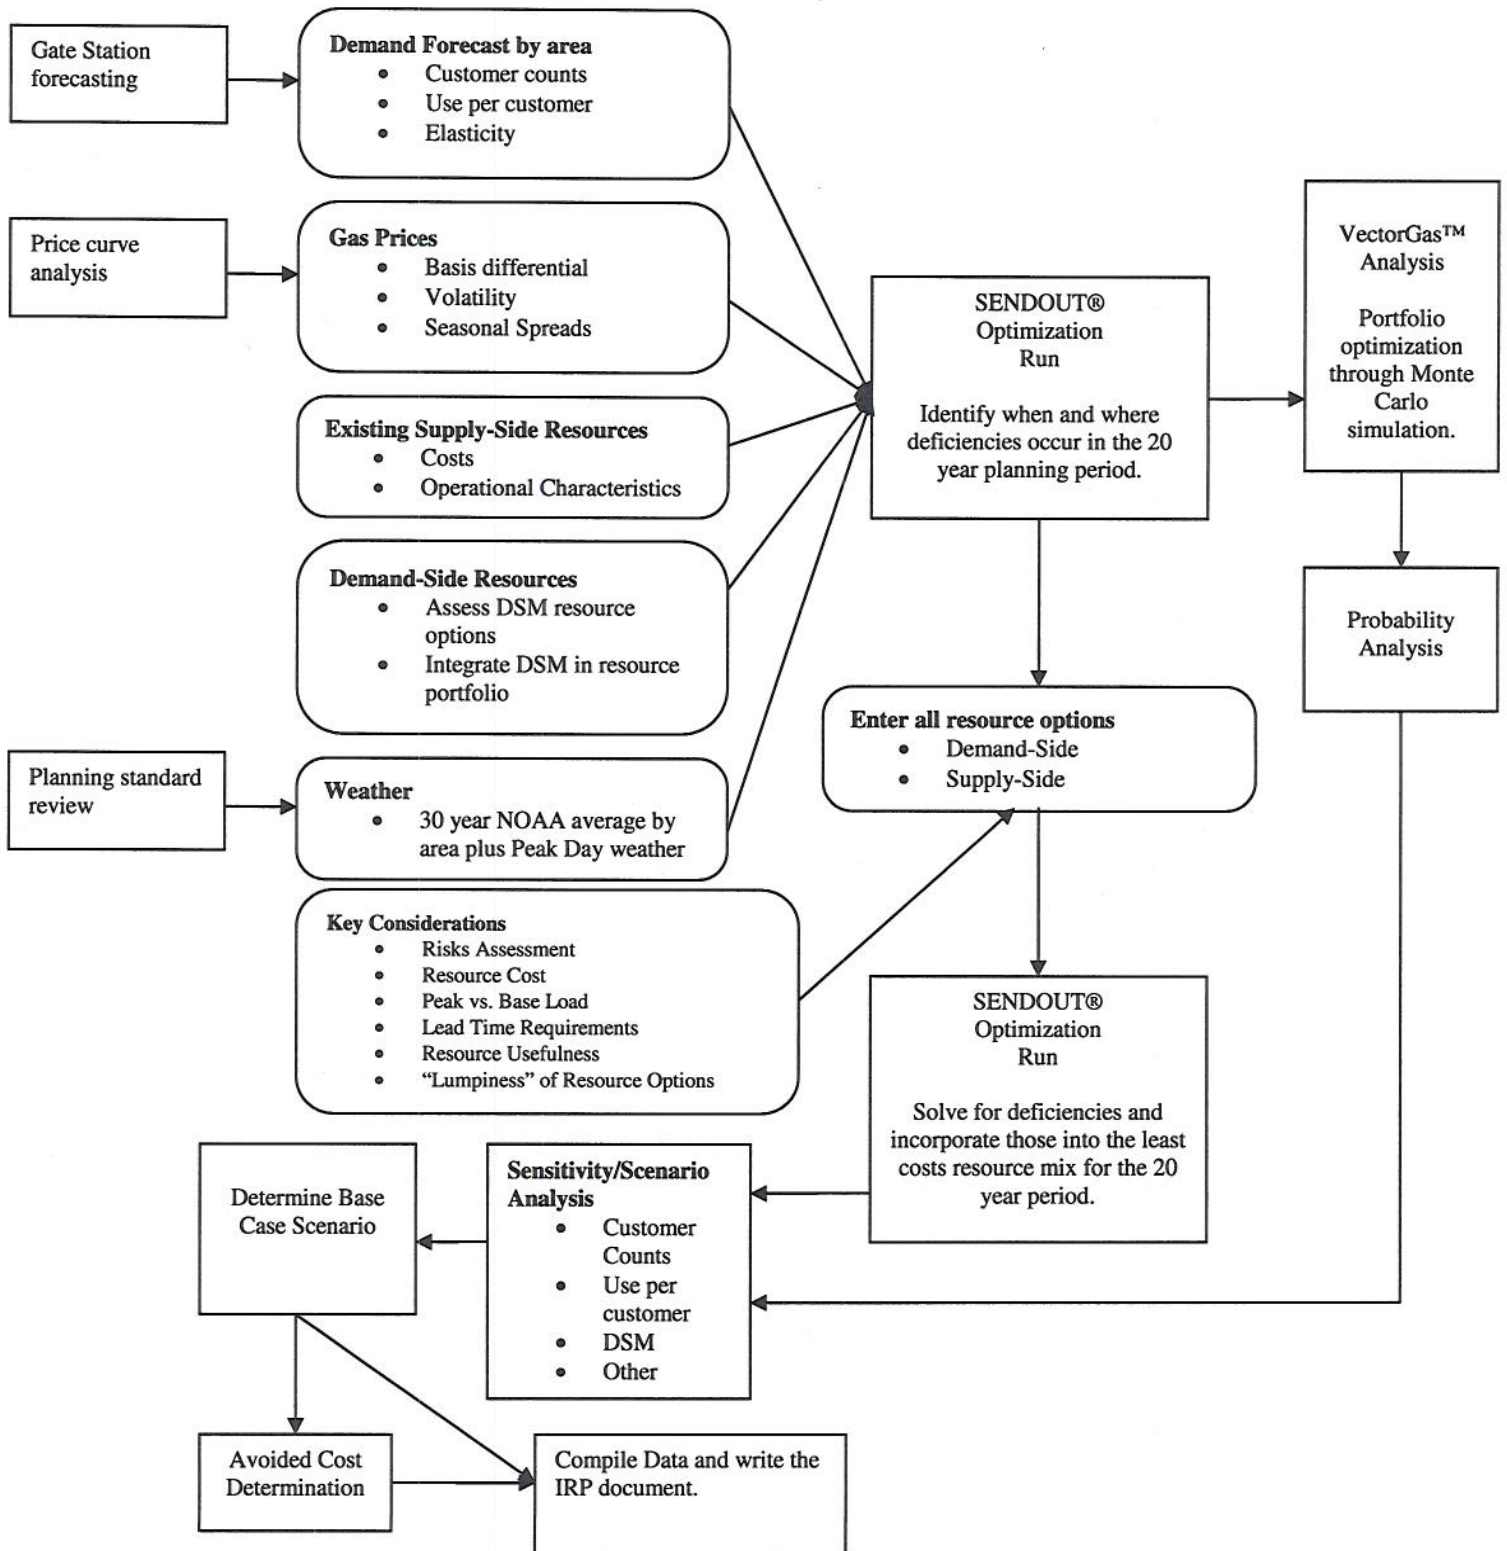 Gate Station
forecasting
Demand Forecast by area
• Customer counts
• Use per customer
• Elasticity
Price curve
analysis
Gas Prices
• Basis differential
• Volatility
• Seasonal Spreads
Existing Supply-Side Resources
• Costs
• Operational Characteristics
Demand-Side Resources
• Assess DSM resource
options
• Integrate DSM in resource
portfolio
Planning standard
review
Weather
• 30 year NOAA average by
area plus Peak Day weather
Key Considerations
• Risks Assessment
• Resource Cost
• Peak vs. Base Load
• Lead Time Requirements
• Resource Usefulness
• “Lumpiness” of Resource Options
SENDOUT®
Optimization
Run
Identify when and where
deficiencies occur in the 20
year planning period.
VectorGas™
Analysis
Portfolio
optimization
through Monte
Carlo
simulation.
Probability
Analysis
Enter all resource options
• Demand-Side
• Supply-Side
SENDOUT®
Optimization
Run
Solve for deficiencies and
incorporate those into the least
costs resource mix for the 20
year period.
Sensitivity/Scenario
Analysis
• Customer
Counts
• Use per
customer
• DSM
• Other
Determine Base
Case Scenario
Avoided Cost
Determination
Compile Data and write the
IRP document.